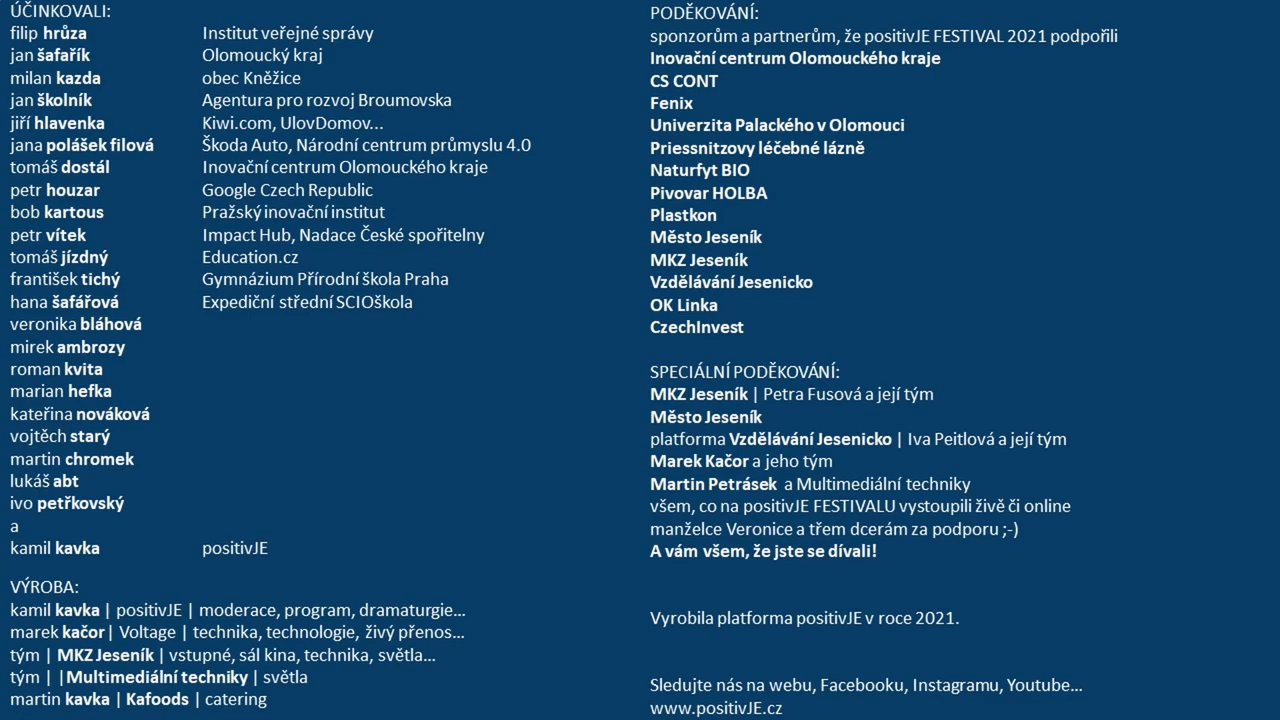 ÚČINKOVALI:
filip hrůza Institut veřejné správy
jan šafařík Olomoucký kraj
milan kazda obec Kněžice
jan školník Agentura pro rozvoj Broumovska
jiří hlavenka Kiwi.com, UlovDomov...
jana polášek filová Škoda Auto, Národní centrum průmyslu 4.0
tomáš dostál Inovační centrum Olomouckého kraje
petr houzar Google Czech Republic
bob kartous Pražský inovační institut
petr vítek Impact Hub, Nadace České spořitelny
tomáš jízdný Education.cz
františek tichý Gymnázium Přírodní škola Praha
hana šafářová Expediční střední SCIOškola
veronika bláhová
mirek ambrozy
roman kvita
marian hefka
kateřina nováková
vojtěch starý
martin chromek
lukáš abt
ivo petřkovský
a
kamil kavka positivJE
VÝROBA:
kamil kavka | positivJE | moderace, program, dramaturgie...
marek kačor | Voltage | technika, technologie, živý přenos...
tým | MKZ Jeseník | vstupné, sál kina, technika, světla...
tým | |Multimediální techniky | světla
martin kavka | Kafoods | catering
PODĚKOVÁNÍ:
sponzorům a partnerům, že positivJE FESTIVAL 2021 podpořili
Inovační centrum Olomouckého kraje
CS CONT
Fenix
Univerzita Palackého v Olomouci
Priessnitzovy léčebné lázně
Naturfyt BIO
Pivovar HOLBA
Plastkon
Město Jeseník
MKZ Jeseník
Vzdělávání Jesenicko
OK Linka
CzechInvest
SPECIÁLNÍ PODĚKOVÁNÍ:
MKZ Jeseník | Petra Fusová a její tým
Město Jeseník
platforma Vzdělávání Jesenicko | Iva Peitlová a její tým
Marek Kačor a jeho tým
Martin Petrásek a Multimediální techniky
všem, co na positivJE FESTIVALU vystoupili živě či online
manželce Veronice a třem dcerám za podporu ;-)
A vám všem, že jste se dívali!
Vyrobila platforma positivJE v roce 2021.
Sledujte nás na webu, Facebooku, Instagramu, Youtube...
www.positivJE.cz